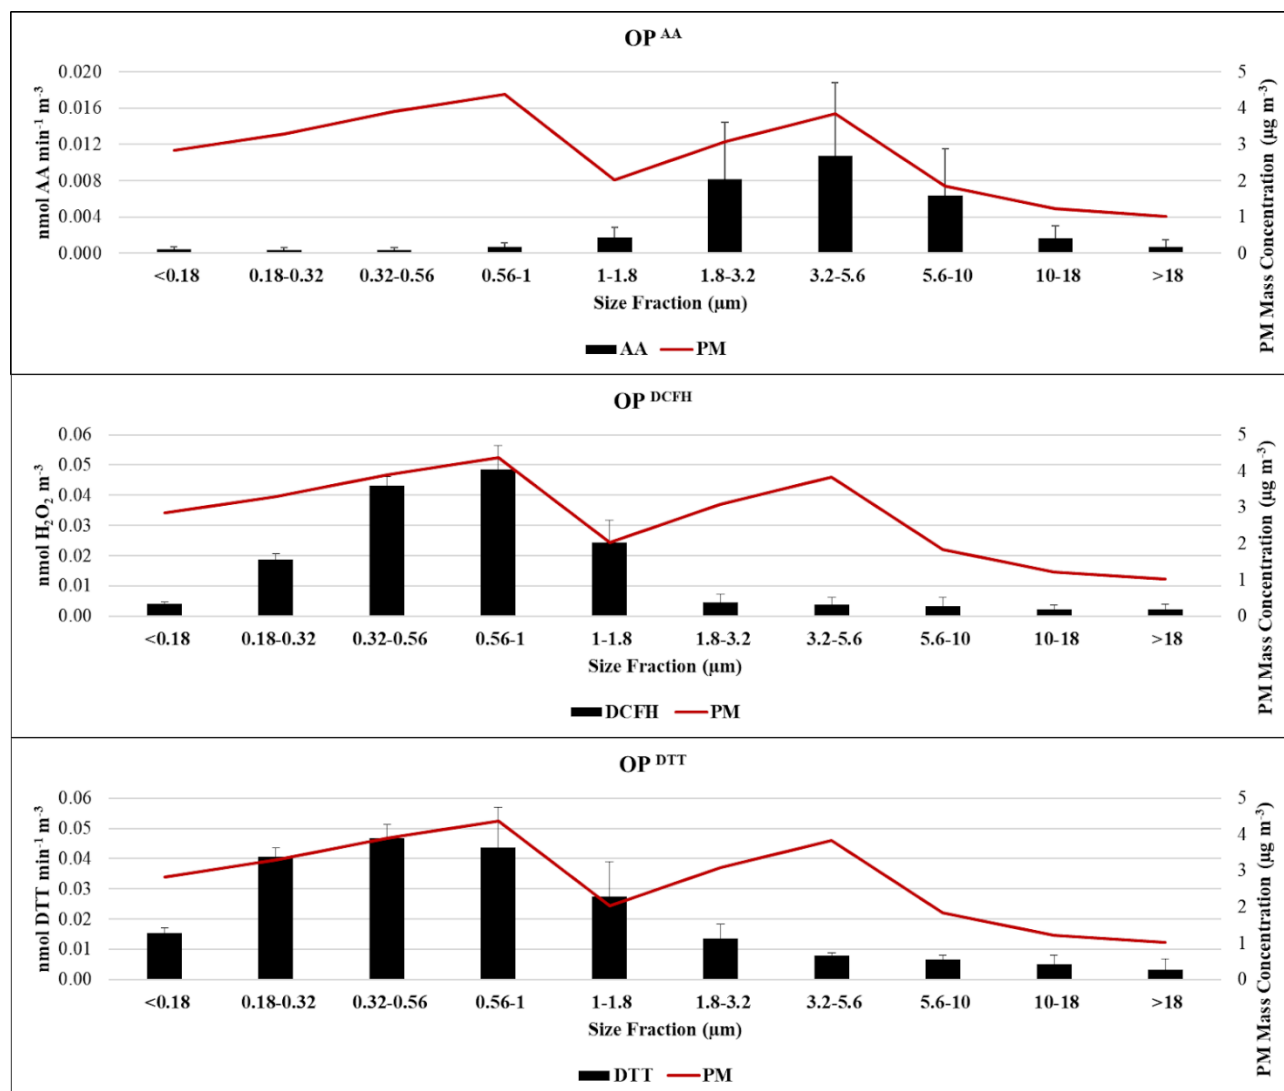 OP AA
nmol AA min⁻¹ m⁻³
PM Mass Concentration (µg m⁻³)
0.020 5
0.016 4
0.012 3
0.008 2
0.004 1
0.000 0
<0.18 0.18-0.32 0.32-0.56 0.56-1 1-1.8 1.8-3.2 3.2-5.6 5.6-10 10-18 >18
Size Fraction (µm)
AA PM
OP DCFH
nmol H₂O₂ m⁻³
PM Mass Concentration (µg m⁻³)
0.06 5
0.05 4
0.04
0.03 3
0.02 2
0.01 1
0.00 0
<0.18 0.18-0.32 0.32-0.56 0.56-1 1-1.8 1.8-3.2 3.2-5.6 5.6-10 10-18 >18
Size Fraction (µm)
DCFH PM
OP DTT
nmol DTT min⁻¹ m⁻³
PM Mass Concentration (µg m⁻³)
0.06 5
0.05 4
0.04
0.03 3
0.02 2
0.01 1
0.00 0
<0.18 0.18-0.32 0.32-0.56 0.56-1 1-1.8 1.8-3.2 3.2-5.6 5.6-10 10-18 >18
Size Fraction (µm)
DTT PM